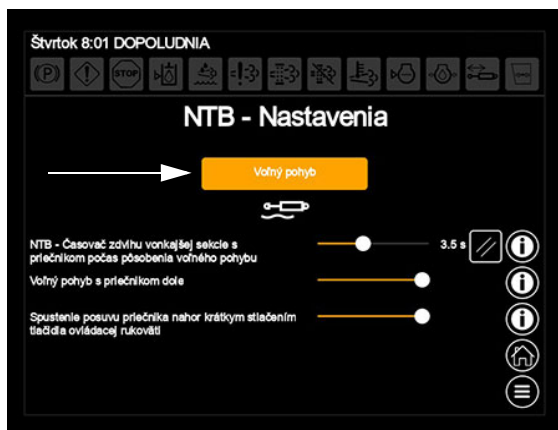 Štvrtok 8:01 DOPOLUDNIA
STOP
NTB - Nastavenia
Voľný pohyb
NTB - Časovač zdvihu vonkajšej sekcie s
priečnikom počas pôsobenia voľného pohybu
3.5 s
Voľný pohyb s priečnikom dole
Spustenie posuvu priečnika nahor krátkym stlačením
tlačidla ovládacej rukoväti